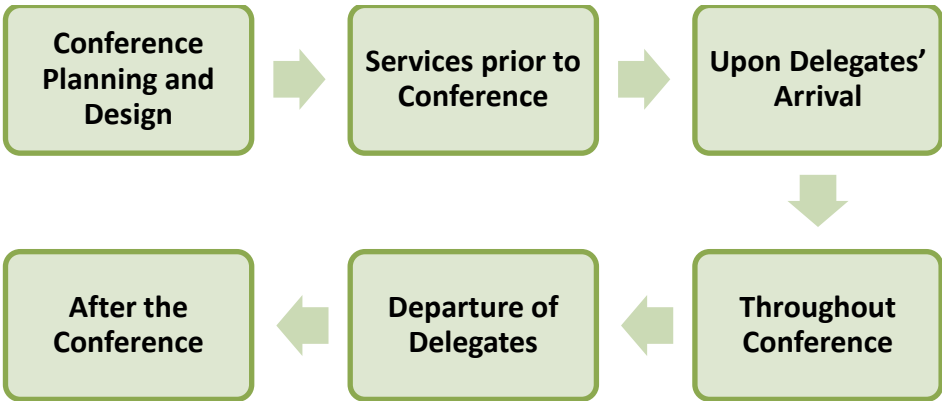 Conference
Planning and
Design
Services prior to
Conference
Upon Delegates’
Arrival
Throughout
Conference
Departure of
Delegates
After the
Conference